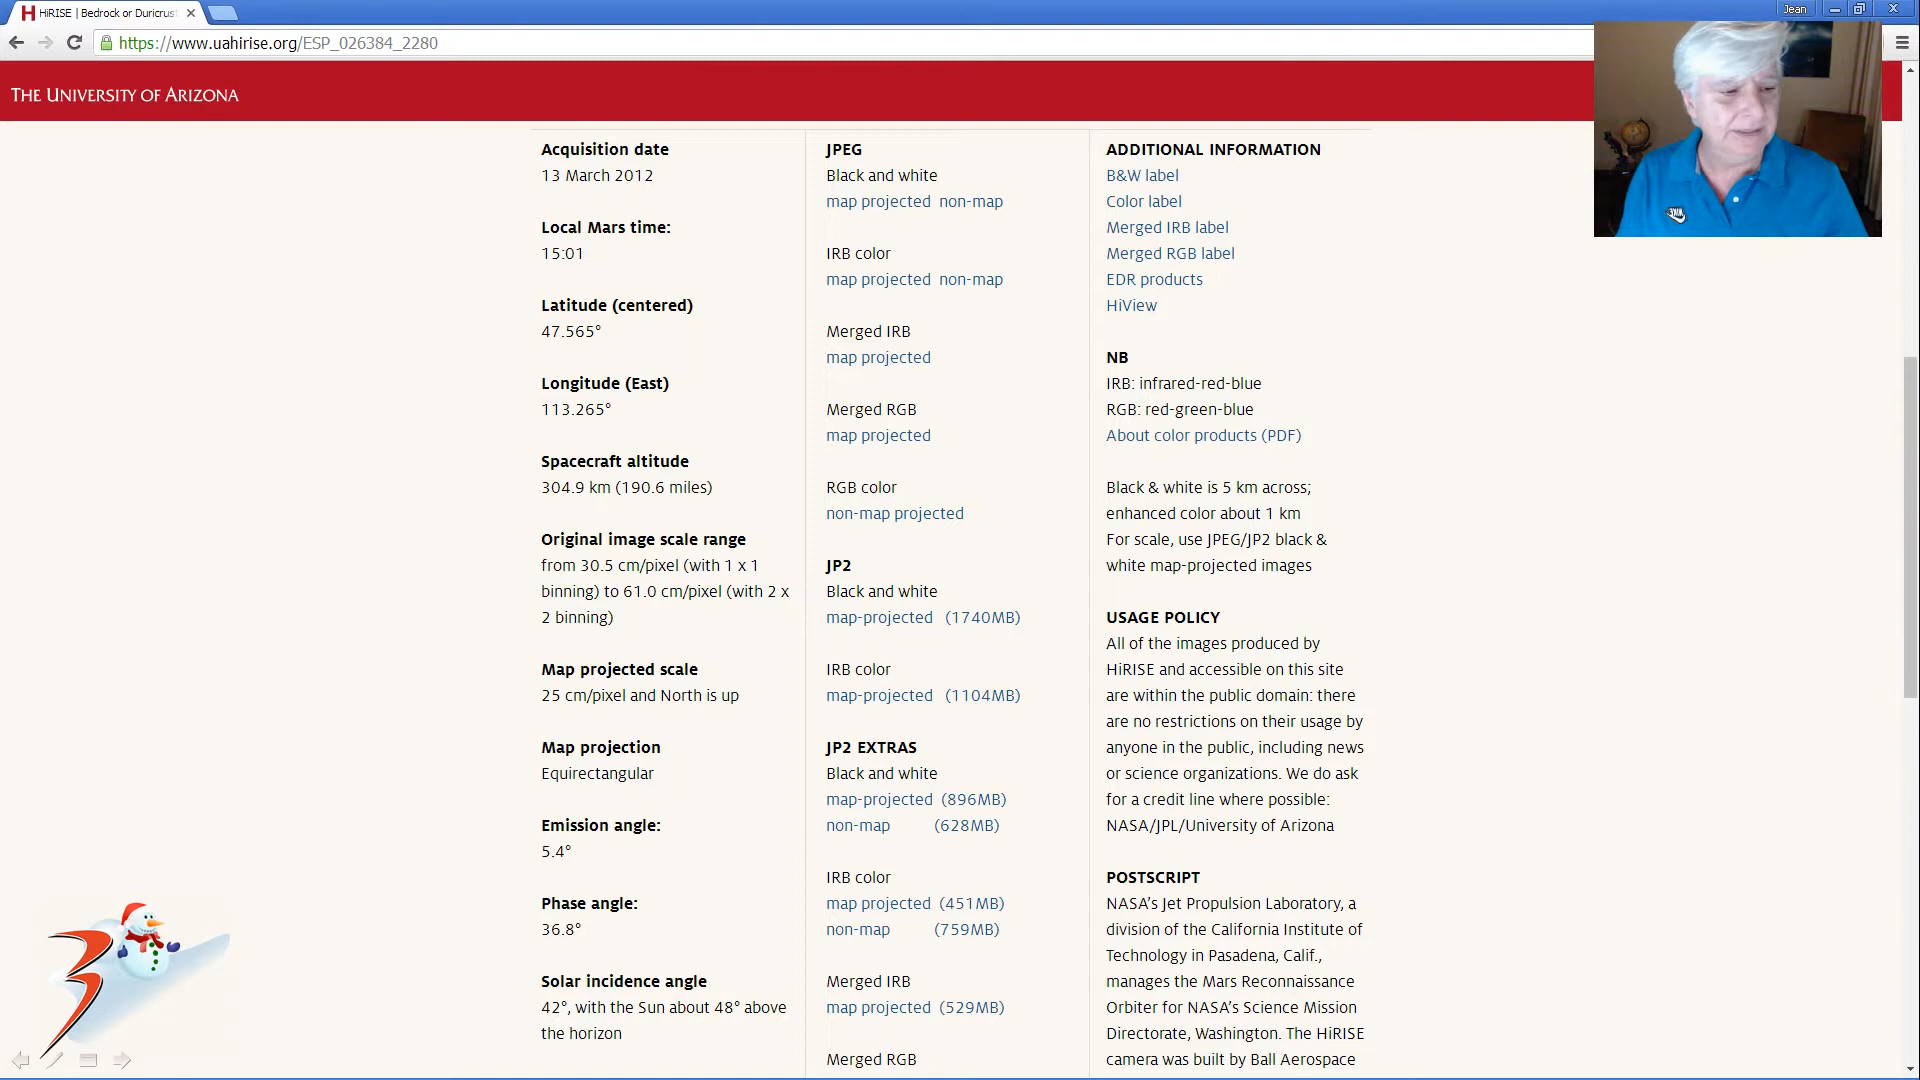 HiRISE | Bedrock or Duricrust
Jean
https://www.uahirise.org/ESP_026384_2280
THE UNIVERSITY OF ARIZONA
Acquisition date
13 March 2012
Local Mars time:
15:01
Latitude (centered)
47.565°
Longitude (East)
113.265°
Spacecraft altitude
304.9 km (190.6 miles)
Original image scale range
from 30.5 cm/pixel (with 1 x 1
binning) to 61.0 cm/pixel (with 2 x
2 binning)
Map projected scale
25 cm/pixel and North is up
Map projection
Equirectangular
Emission angle:
5.4°
Phase angle:
36.8°
Solar incidence angle
42°, with the Sun about 48° above
the horizon
JPEG
Black and white
map projected non-map
IRB color
map projected non-map
Merged IRB
map projected
Merged RGB
map projected
RGB color
non-map projected
JP2
Black and white
map-projected (1740MB)
IRB color
map-projected (1104MB)
JP2 EXTRAS
Black and white
map-projected (896MB)
non-map (628MB)
IRB color
map projected (451MB)
non-map (759MB)
Merged IRB
map projected (529MB)
Merged RGB
ADDITIONAL INFORMATION
B&W label
Color label
Merged IRB label
Merged RGB label
EDR products
HiView
NB
IRB: infrared-red-blue
RGB: red-green-blue
About color products (PDF)
Black & white is 5 km across;
enhanced color about 1 km
For scale, use JPEG/JP2 black &
white map-projected images
USAGE POLICY
All of the images produced by
HiRISE and accessible on this site
are within the public domain: there
are no restrictions on their usage by
anyone in the public, including news
or science organizations. We do ask
for a credit line where possible:
NASA/JPL/University of Arizona
POSTSCRIPT
NASA's Jet Propulsion Laboratory, a
division of the California Institute of
Technology in Pasadena, Calif.,
manages the Mars Reconnaissance
Orbiter for NASA's Science Mission
Directorate, Washington. The HiRISE
camera was built by Ball Aerospace
NIKE
3